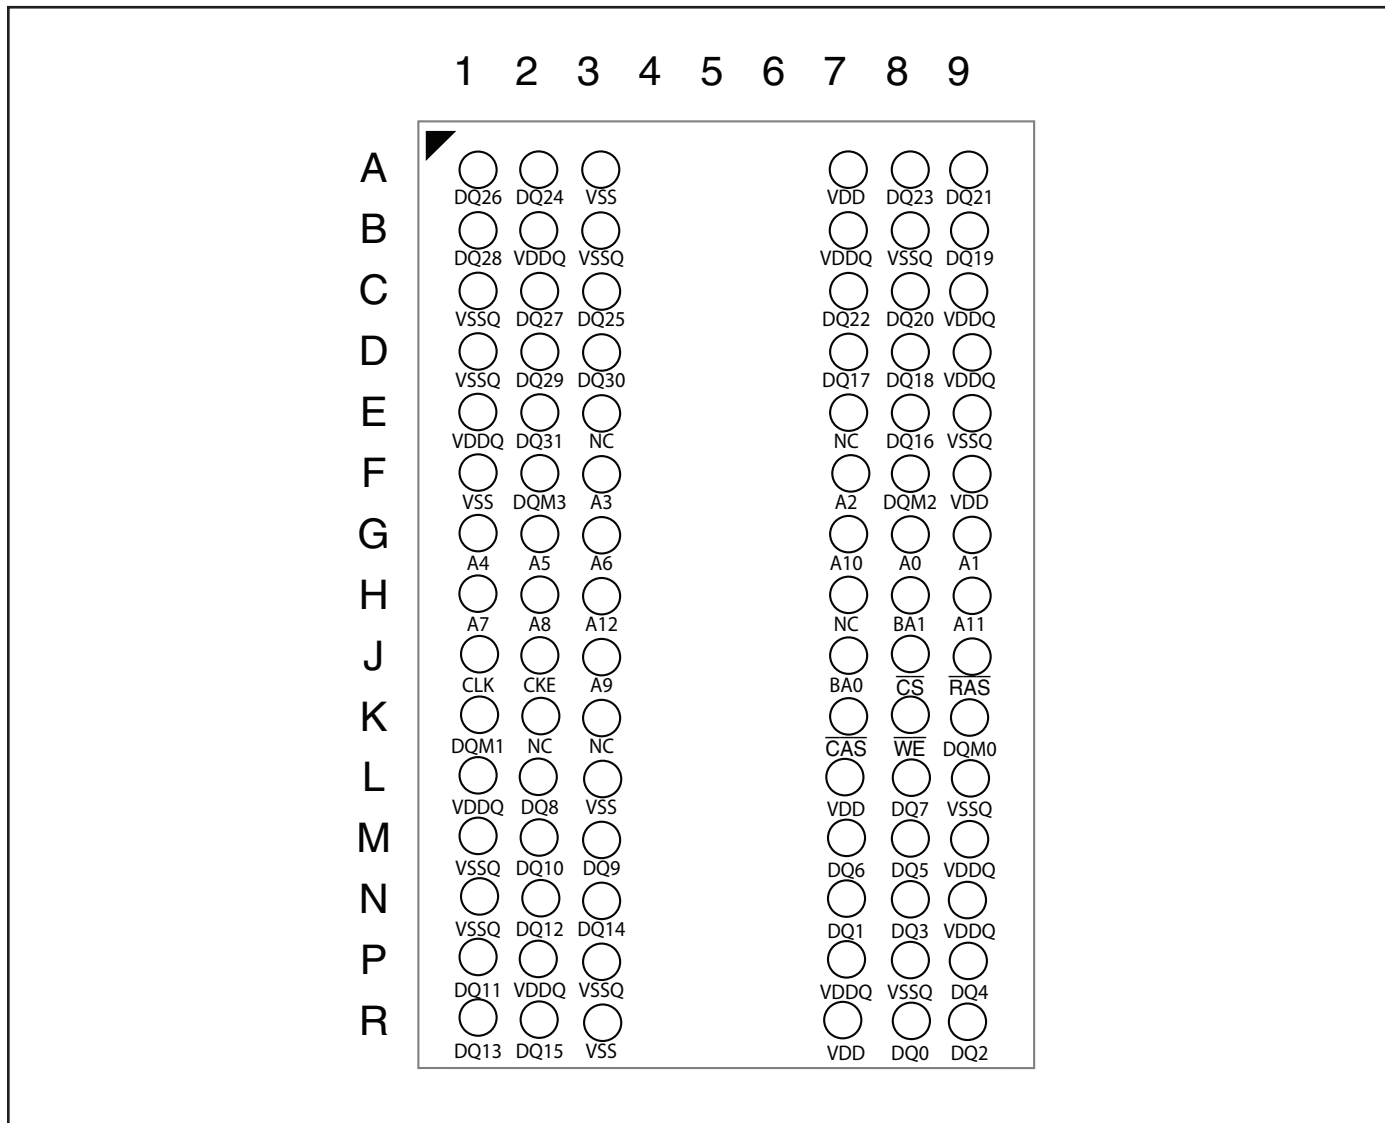 1 2 3 4 5 6 7 8 9
A
DQ26 DQ24 VSS VDD DQ23 DQ21
B
DQ28 VDDQ VSSQ VDDQ VSSQ DQ19
C
VSSQ DQ27 DQ25 DQ22 DQ20 VDDQ
D
VSSQ DQ29 DQ30 DQ17 DQ18 VDDQ
E
VDDQ DQ31 NC NC DQ16 VSSQ
F
VSS DQM3 A3 A2 DQM2 VDD
G
A4 A5 A6 A10 A0 A1
H
A7 A8 A12 NC BA1 A11
J
CLK CKE A9 BA0 C̅S̅ R̅A̅S̅
K
DQM1 NC NC C̅A̅S̅ W̅E̅ DQM0
L
VDDQ DQ8 VSS VDD DQ7 VSSQ
M
VSSQ DQ10 DQ9 DQ6 DQ5 VDDQ
N
VSSQ DQ12 DQ14 DQ1 DQ3 VDDQ
P
DQ11 VDDQ VSSQ VDDQ VSSQ DQ4
R
DQ13 DQ15 VSS VDD DQ0 DQ2